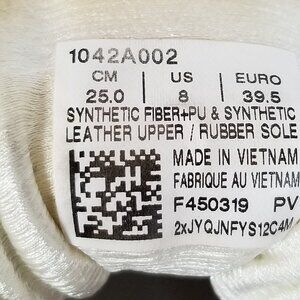 1042A002
CM US EURO
25.0 8 39.5
SYNTHETIC FIBER+PU & SYNTHETIC
LEATHER UPPER / RUBBER SOLE
MADE IN VIETNAM
FABRIQUE AU VIETNAM
F450319 PV
2xJYQJNFYS12C4M